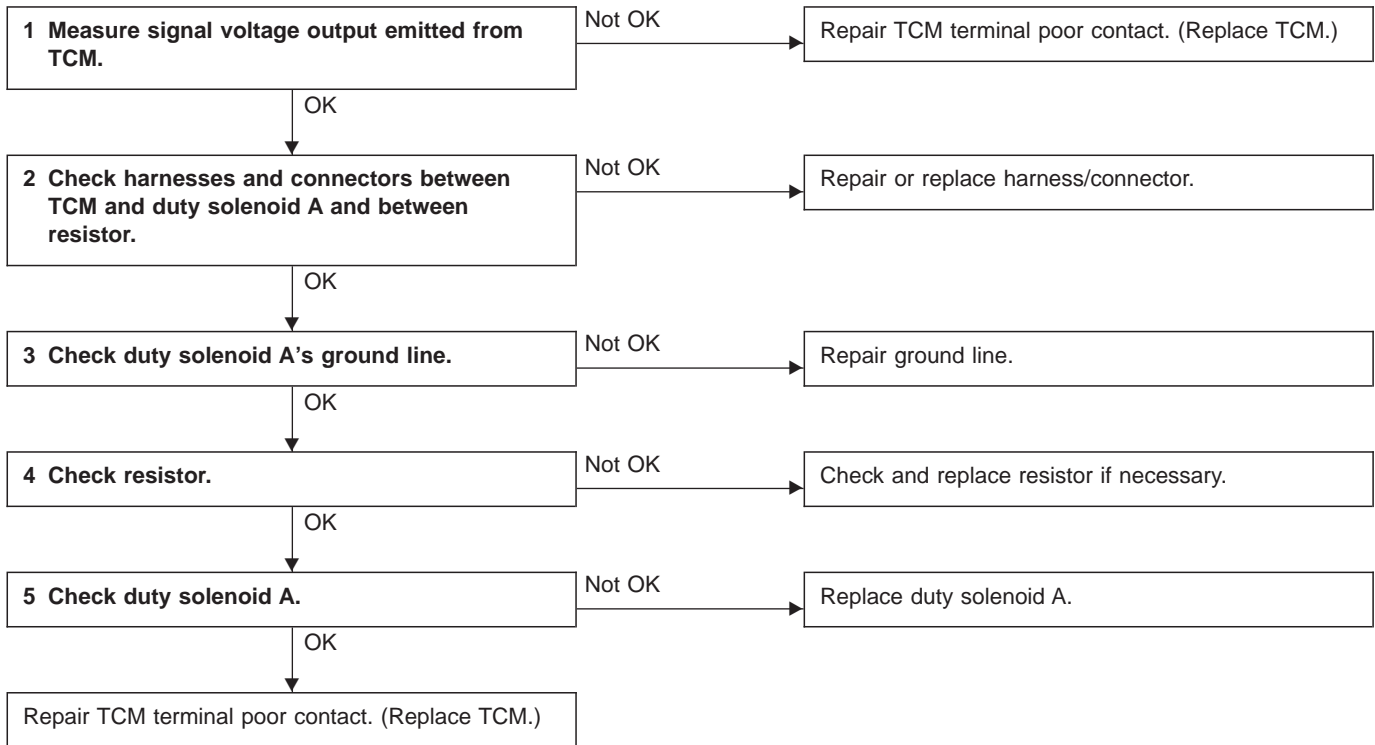 1 Measure signal voltage output emitted from
TCM.
Not OK
Repair TCM terminal poor contact. (Replace TCM.)
OK
2 Check harnesses and connectors between
TCM and duty solenoid A and between
resistor.
Not OK
Repair or replace harness/connector.
OK
3 Check duty solenoid A’s ground line.
Not OK
Repair ground line.
OK
4 Check resistor.
Not OK
Check and replace resistor if necessary.
OK
5 Check duty solenoid A.
Not OK
Replace duty solenoid A.
OK
Repair TCM terminal poor contact. (Replace TCM.)